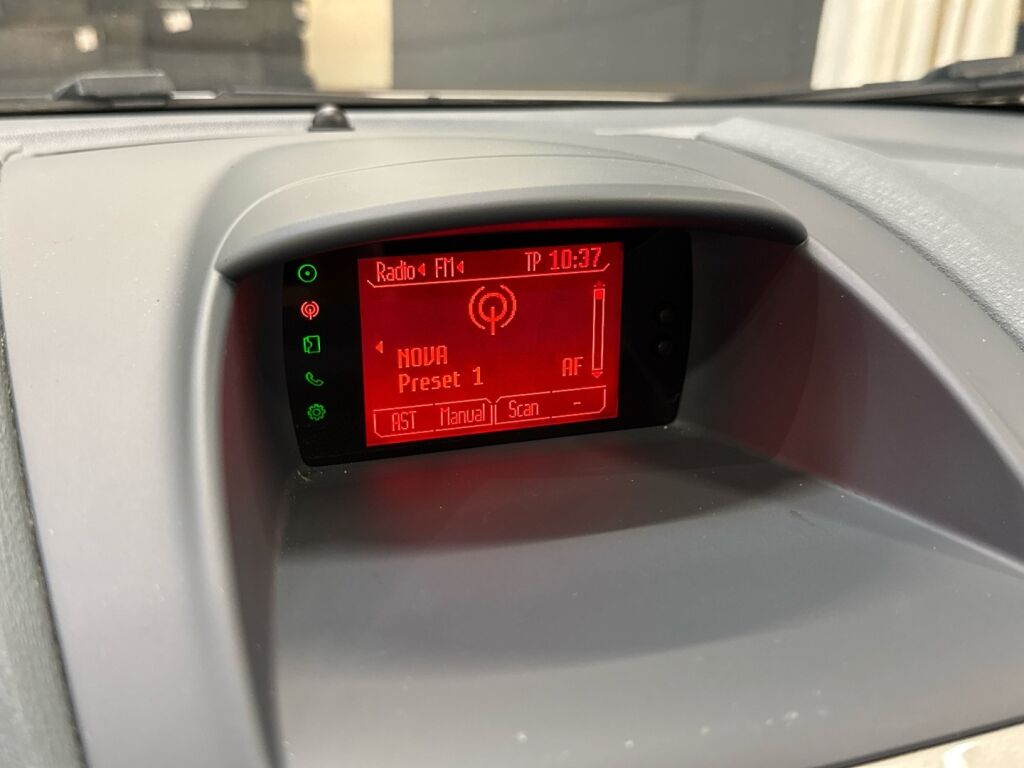 Radio FM TP 10:37
NOVA
Preset 1 AF
AST Manual Scan -